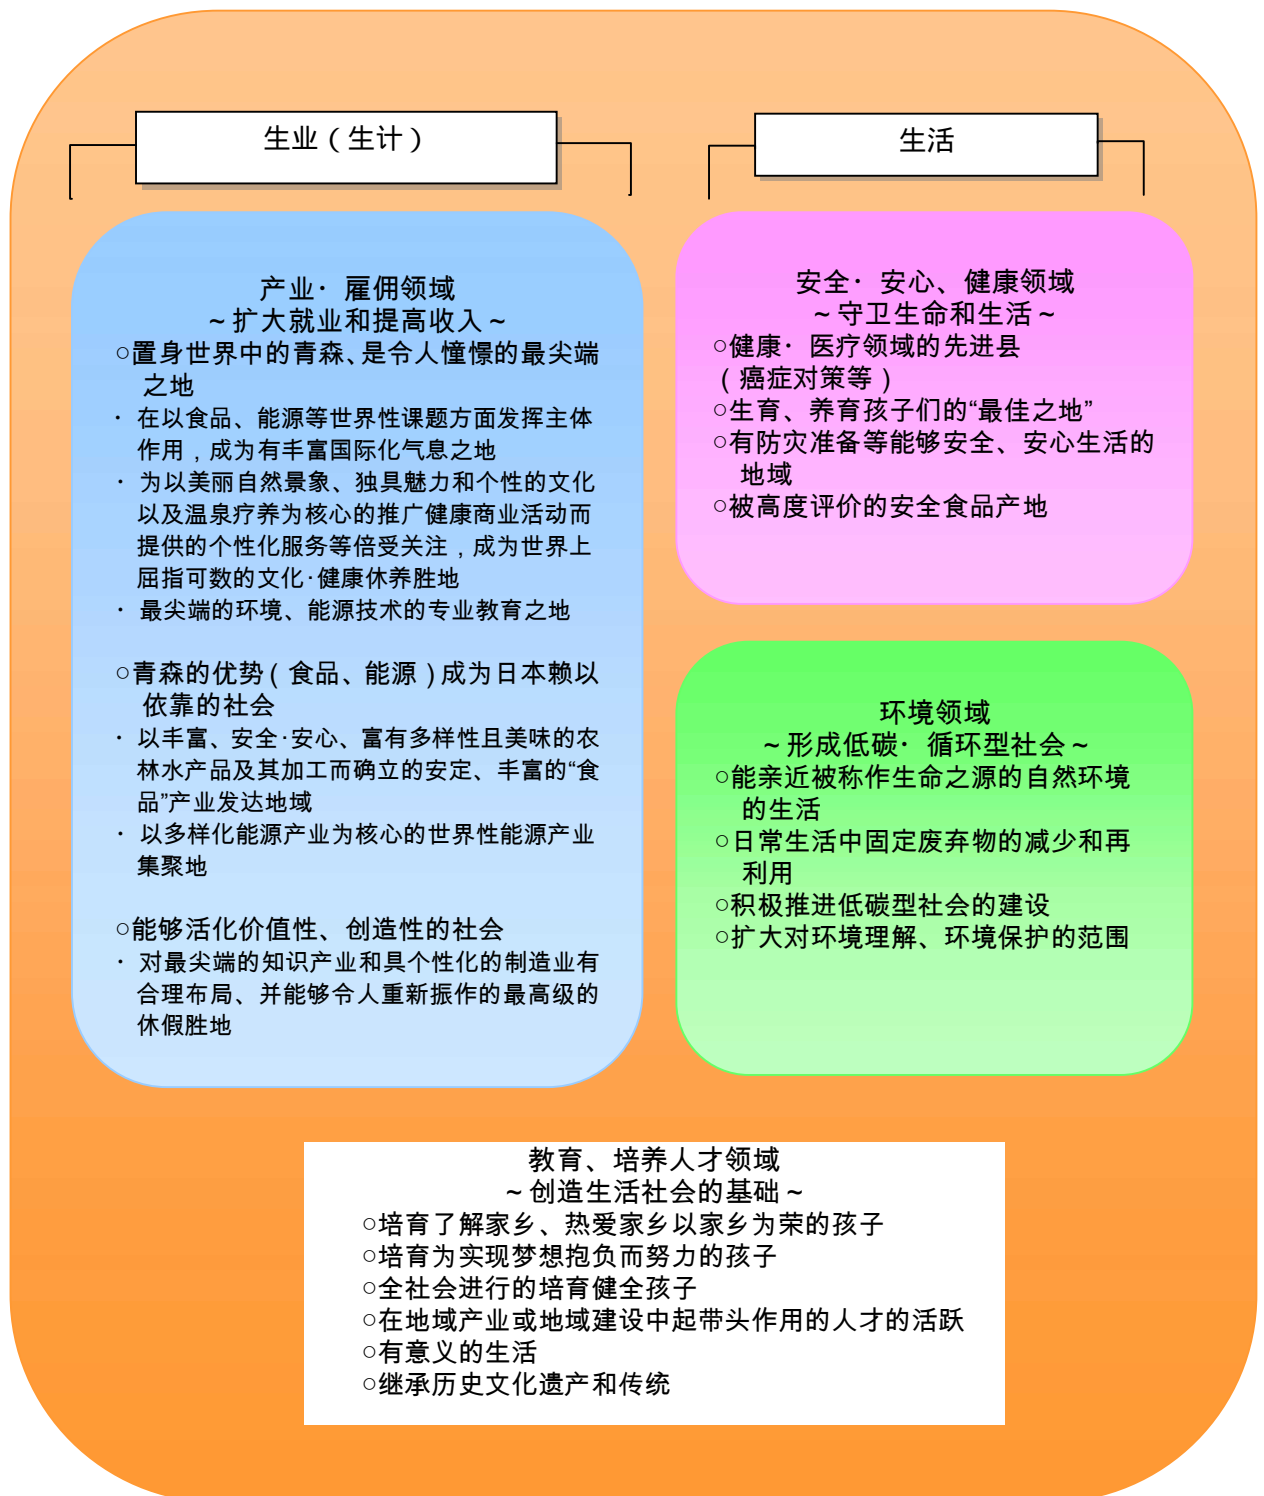 生业（生计）
产业· 雇佣领域
～扩大就业和提高收入～
○置身世界中的青森、是令人憧憬的最尖端
之地
· 在以食品、能源等世界性课题方面发挥主体
作用，成为有丰富国际化气息之地
· 为以美丽自然景象、独具魅力和个性的文化
以及温泉疗养为核心的推广健康商业活动而
提供的个性化服务等倍受关注，成为世界上
屈指可数的文化·健康休养胜地
· 最尖端的环境、能源技术的专业教育之地
○青森的优势（食品、能源）成为日本赖以
依靠的社会
· 以丰富、安全·安心、富有多样性且美味的农
林水产品及其加工而确立的安定、丰富的“食
品”产业发达地域
· 以多样化能源产业为核心的世界性能源产业
集聚地
○能够活化价值性、创造性的社会
· 对最尖端的知识产业和具个性化的制造业有
合理布局、并能够令人重新振作的最高级的
休假胜地
生活
安全· 安心、健康领域
～守卫生命和生活～
○健康· 医疗领域的先进县
（癌症对策等）
○生育、养育孩子们的“最佳之地”
○有防灾准备等能够安全、安心生活的
地域
○被高度评价的安全食品产地
环境领域
～形成低碳· 循环型社会～
○能亲近被称作生命之源的自然环境
的生活
○日常生活中固定废弃物的减少和再
利用
○积极推进低碳型社会的建设
○扩大对环境理解、环境保护的范围
教育、培养人才领域
～创造生活社会的基础～
○培育了解家乡、热爱家乡以家乡为荣的孩子
○培育为实现梦想抱负而努力的孩子
○全社会进行的培育健全孩子
○在地域产业或地域建设中起带头作用的人才的活跃
○有意义的生活
○继承历史文化遗产和传统